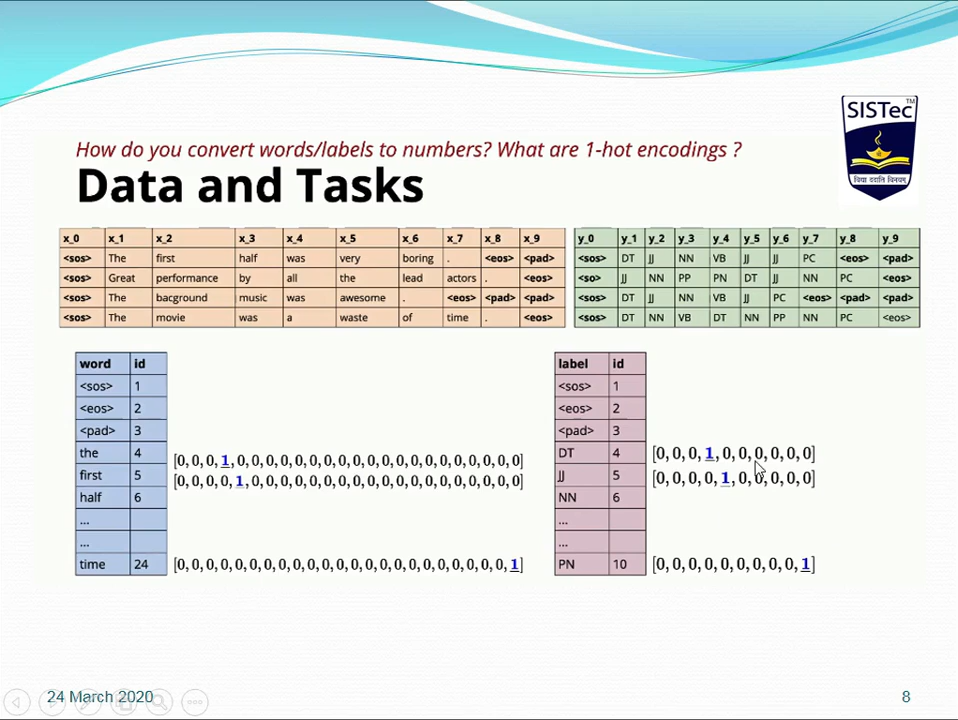 SISTec TM
विद्या ददाति विनयम्
How do you convert words/labels to numbers? What are 1-hot encodings ?
Data and Tasks
x_0 x_1 x_2 x_3 x_4 x_5 x_6 x_7 x_8 x_9 y_0 y_1 y_2 y_3 y_4 y_5 y_6 y_7 y_8 y_9
<sos> The first half was very boring . <eos> <pad> <sos> DT JJ NN VB JJ JJ PC <eos> <pad>
<sos> Great performance by all the lead actors . <eos> <so> JJ NN PP PN DT JJ NN PC <eos>
<sos> The bacground music was awesome . <eos> <pad> <pad> <sos> DT JJ NN VB JJ PC <eos> <pad> <pad>
<sos> The movie was a waste of time . <eos> <sos> DT NN VB DT NN PP NN PC <eos>
word id label id
<sos> 1 <sos> 1
<eos> 2 <eos> 2
<pad> 3 <pad> 3
the 4 [0,0,0,1,0,0,0,0,0,0,0,0,0,0,0,0,0,0,0,0,0,0,0,0] DT 4 [0,0,0,1,0,0,0,0,0,0]
first 5 [0,0,0,0,1,0,0,0,0,0,0,0,0,0,0,0,0,0,0,0,0,0,0,0] JJ 5 [0,0,0,0,1,0,0,0,0,0]
half 6 NN 6
... ...
... ...
time 24 [0,0,0,0,0,0,0,0,0,0,0,0,0,0,0,0,0,0,0,0,0,0,0,1] PN 10 [0,0,0,0,0,0,0,0,0,1]
24 March 2020 8